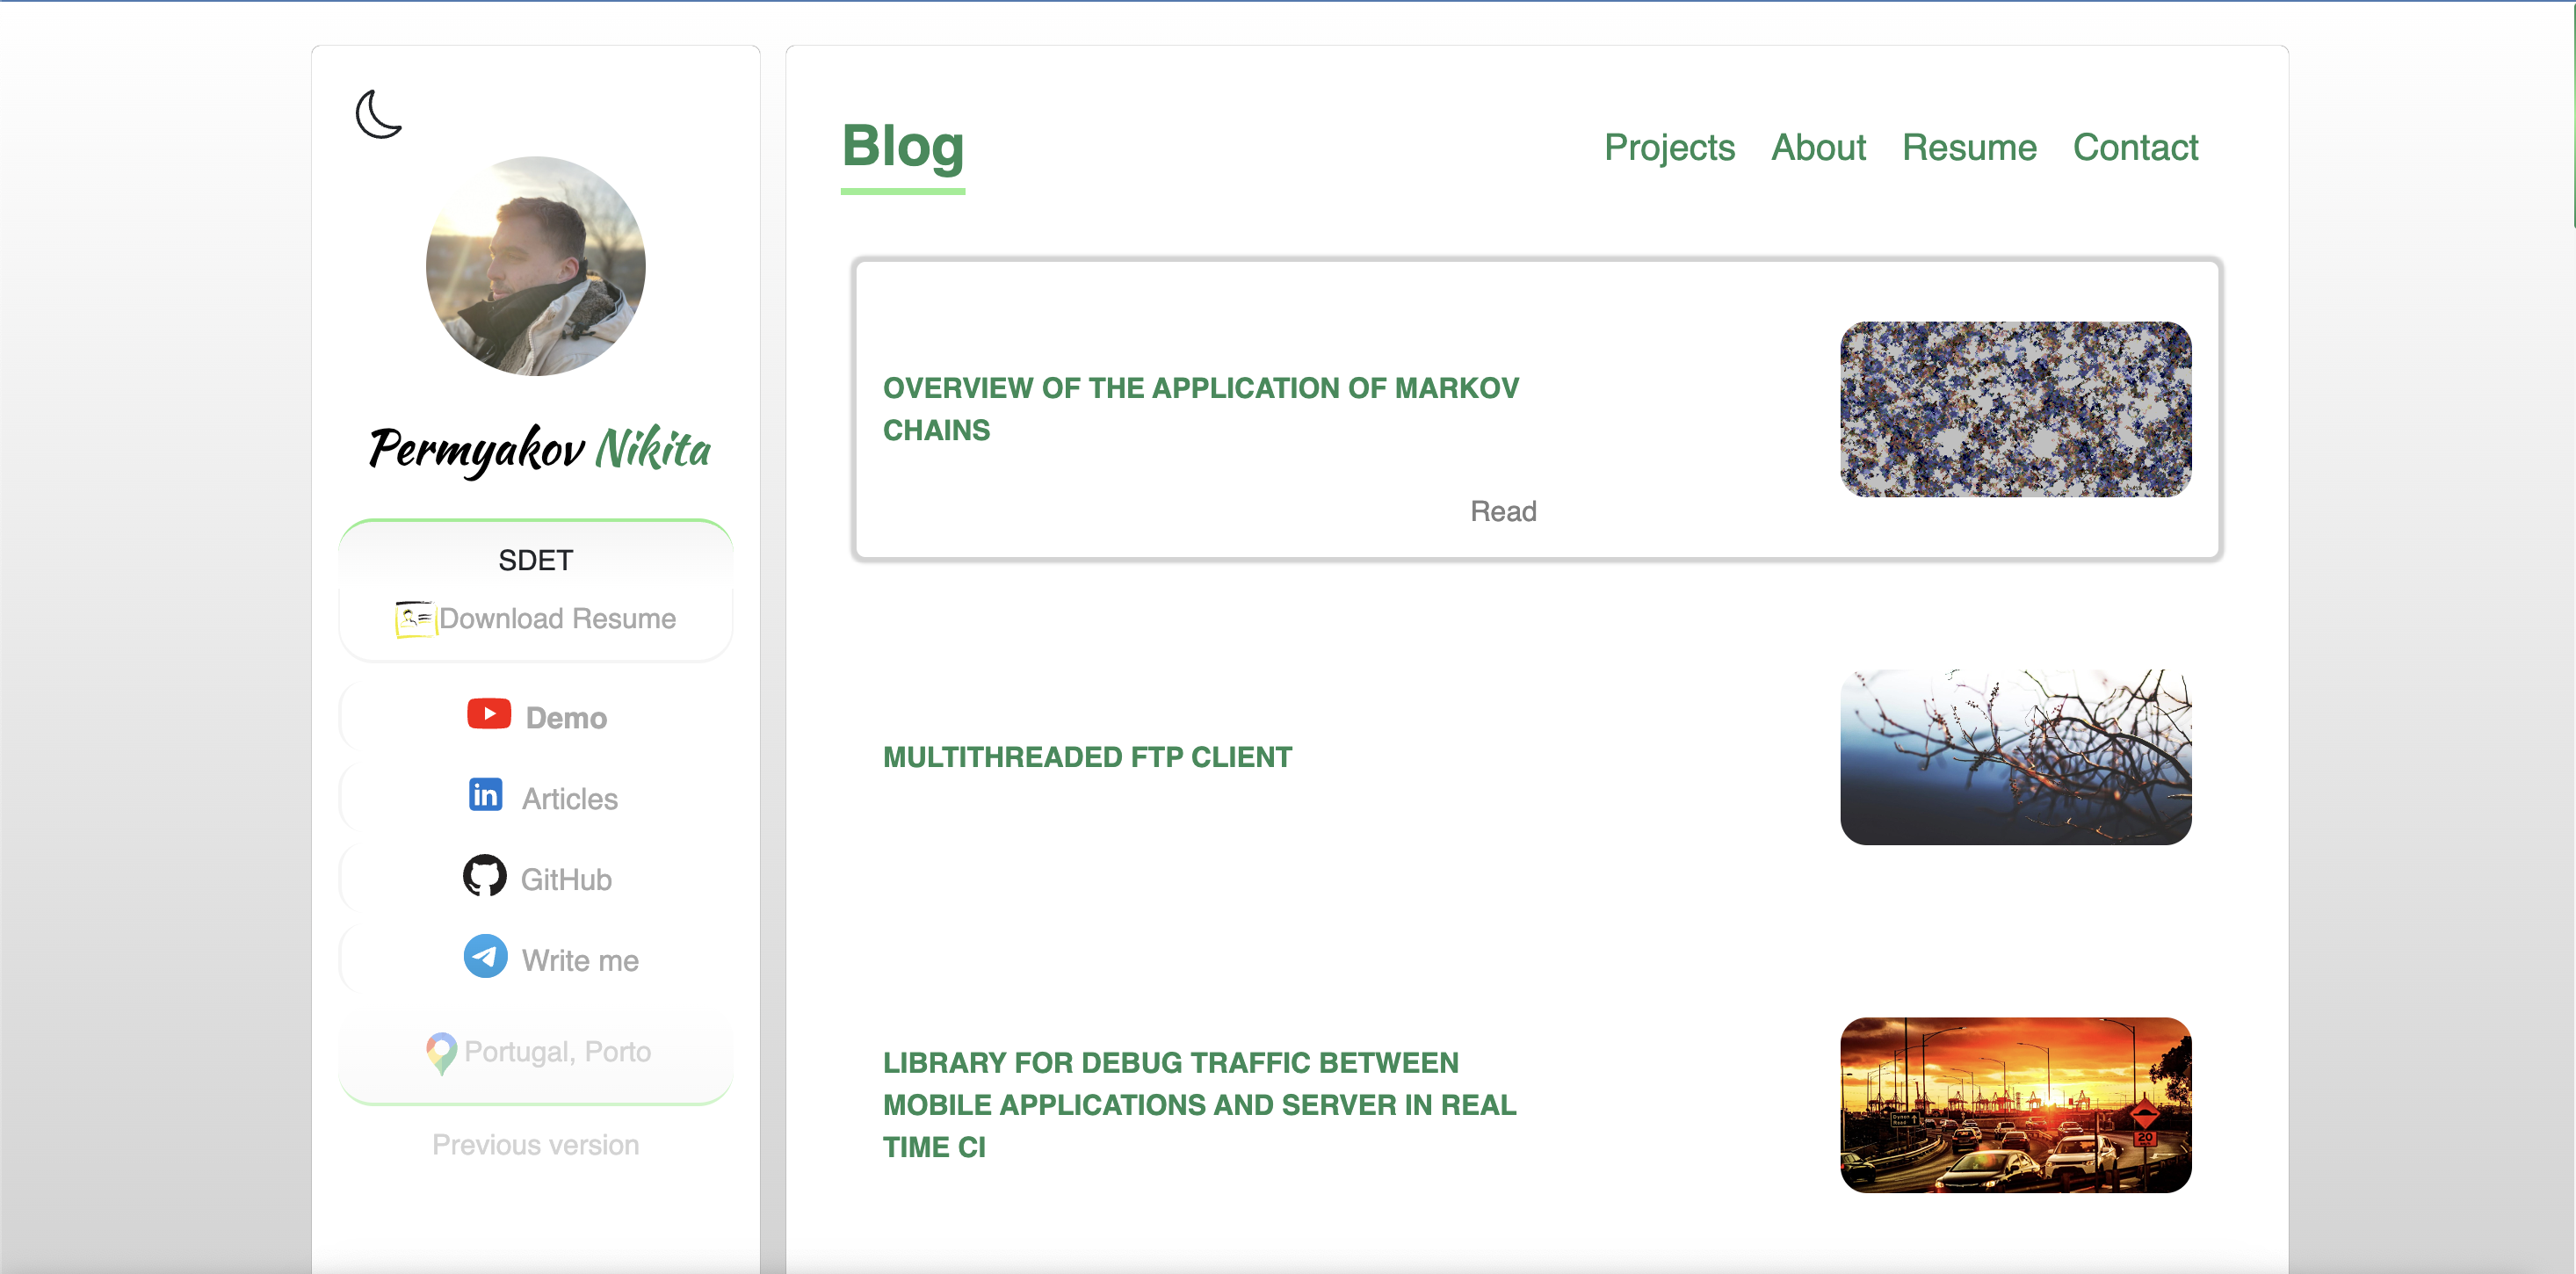 Permyakov Nikita
SDET
Download Resume
Demo
in
Articles
GitHub
Write me
Portugal, Porto
Previous version
Blog
Projects About Resume Contact
OVERVIEW OF THE APPLICATION OF MARKOV
CHAINS
Read
MULTITHREADED FTP CLIENT
LIBRARY FOR DEBUG TRAFFIC BETWEEN
MOBILE APPLICATIONS AND SERVER IN REAL
TIME CI
20